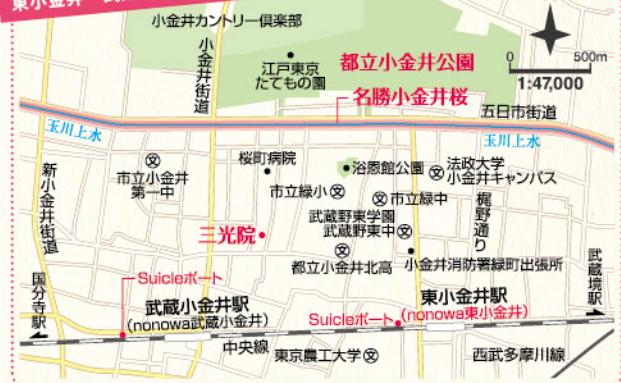 東小金井
小金井カントリー倶楽部
小金井街道
江戸東京
たてもの園
都立小金井公園
名勝小金井桜
0 500m
1:47,000
五日市街道
玉川上水
玉川上水
新小金井街道
市立小金井
第一中
桜町病院
浴恩館公園
法政大学
小金井キャンパス
市立緑小
市立緑中
梶野通り
武蔵野東学園
武蔵野東中
三光院
都立小金井北高
小金井消防署緑町出張所
国分寺駅
Suicleポート
武蔵小金井駅
(nonowa武蔵小金井)
東小金井駅
(nonowa東小金井)
Suicleポート
武蔵境駅
中央線
東京農工大学
西武多摩川線